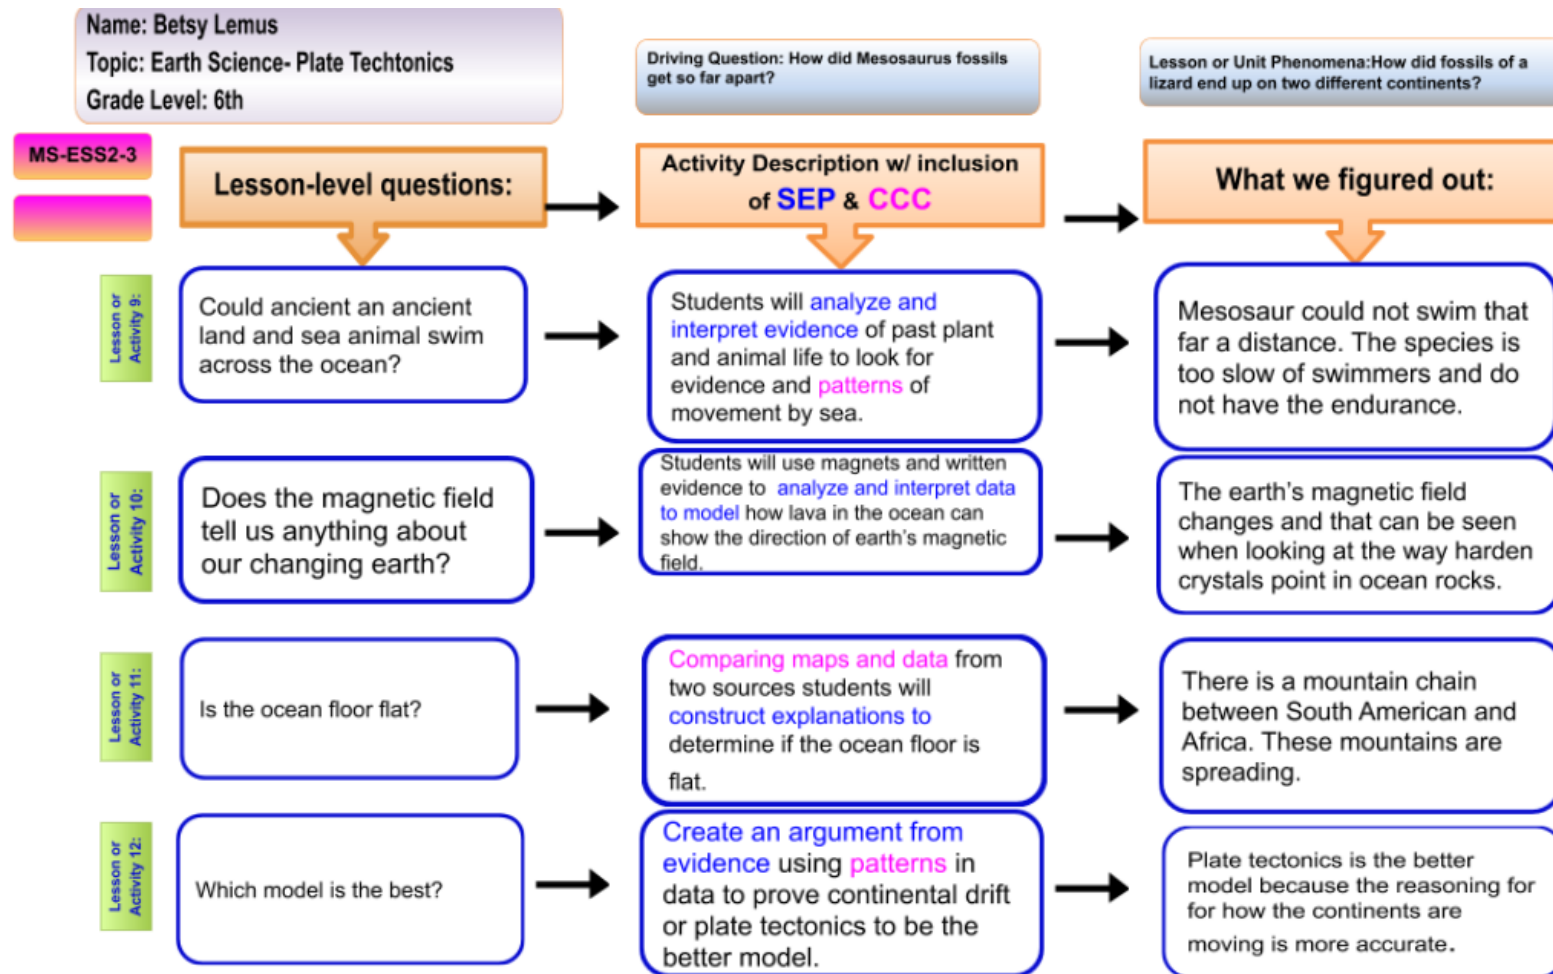 Name: Betsy Lemus
Topic: Earth Science- Plate Techtonics
Grade Level: 6th
Driving Question: How did Mesosaurus fossils
get so far apart?
Lesson or Unit Phenomena:How did fossils of a
lizard end up on two different continents?
MS-ESS2-3
Lesson-level questions:
Activity Description w/ inclusion
of SEP & CCC
What we figured out:
Lesson or
Activity 9:
Could ancient an ancient
land and sea animal swim
across the ocean?
Students will analyze and
interpret evidence of past plant
and animal life to look for
evidence and patterns of
movement by sea.
Mesosaur could not swim that
far a distance. The species is
too slow of swimmers and do
not have the endurance.
Lesson or
Activity 10:
Does the magnetic field
tell us anything about
our changing earth?
Students will use magnets and written
evidence to analyze and interpret data
to model how lava in the ocean can
show the direction of earth's magnetic
field.
The earth's magnetic field
changes and that can be seen
when looking at the way harden
crystals point in ocean rocks.
Lesson or
Activity 11:
Is the ocean floor flat?
Comparing maps and data from
two sources students will
construct explanations to
determine if the ocean floor is
flat.
There is a mountain chain
between South American and
Africa. These mountains are
spreading.
Lesson or
Activity 12:
Which model is the best?
Create an argument from
evidence using patterns in
data to prove continental drift
or plate tectonics to be the
better model.
Plate tectonics is the better
model because the reasoning for
for how the continents are
moving is more accurate.